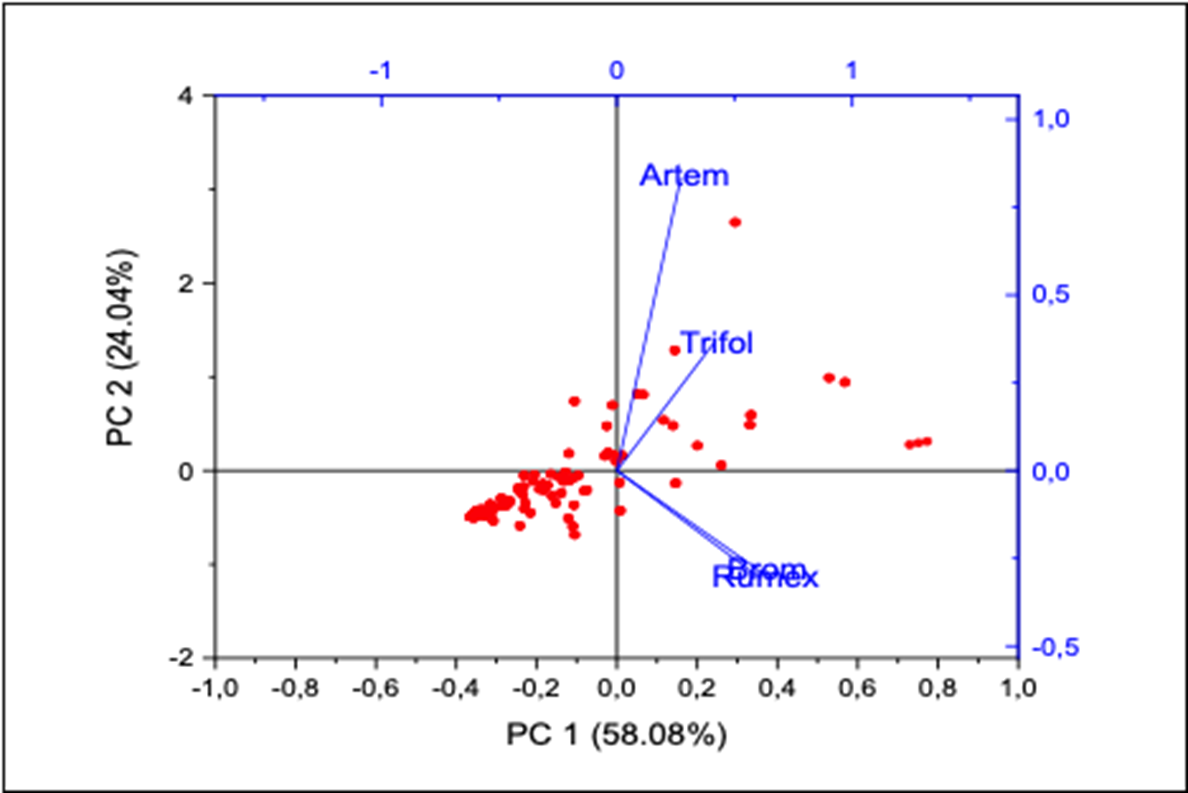 -1 0 1
4 1,0
Artem
2 0,5
Trifol
PC 2 (24.04%)
0 0,0
Brom
Rumex
-2 -0,5
-1,0 -0,8 -0,6 -0,4 -0,2 0,0 0,2 0,4 0,6 0,8 1,0
PC 1 (58.08%)